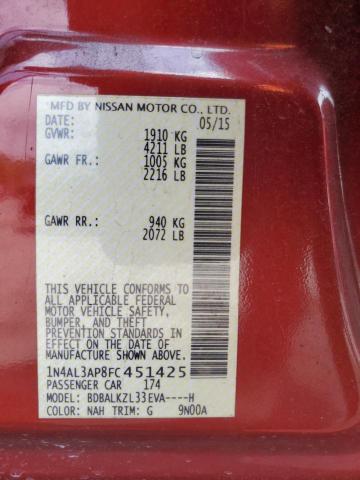 MFD BY NISSAN MOTOR CO., LTD.
DATE: 05/15
GVWR: 1910 KG
4211 LB
GAWR FR: 1005 KG
2216 LB
GAWR RR.: 940 KG
2072 LB
THIS VEHICLE CONFORMS TO
ALL APPLICABLE FEDERAL
MOTOR VEHICLE SAFETY,
BUMPER, AND THEFT
PREVENTION STANDARDS
IN EFFECT ON THE DATE OF
MANUFACTURE SHOWN ABOVE.
1N4AL3AP8FC451425
PASSENGER CAR 174
MODEL: BDBALKZL33EVA----H
COLOR: NAH TRIM: G 9N00A